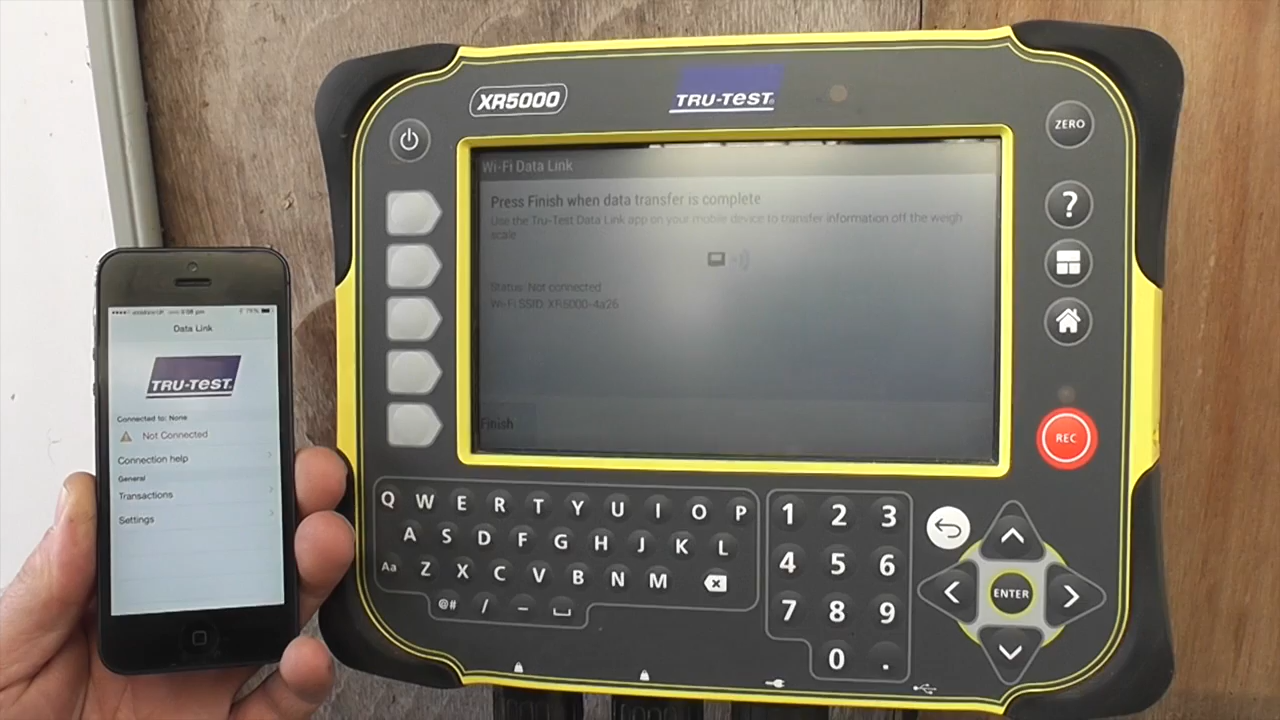 XR5000
TRU-TEST
ZERO
?
Wi-Fi Data Link
Press Finish when data transfer is complete
Use the Tru-Test Data Link app on your mobile device to transfer information off the weigh
scale
Status: Not connected
Wi-Fi SSID: XR5000-4a26
Finish
REC
Data Link
TRU-TEST
Connected to: None
Not Connected
Connection help
General
Transactions
Settings
Q W E R T Y U I O P
A S D F G H J K L
Aa Z X C V B N M
@# / –
1 2 3
4 5 6
7 8 9
0 .
ENTER